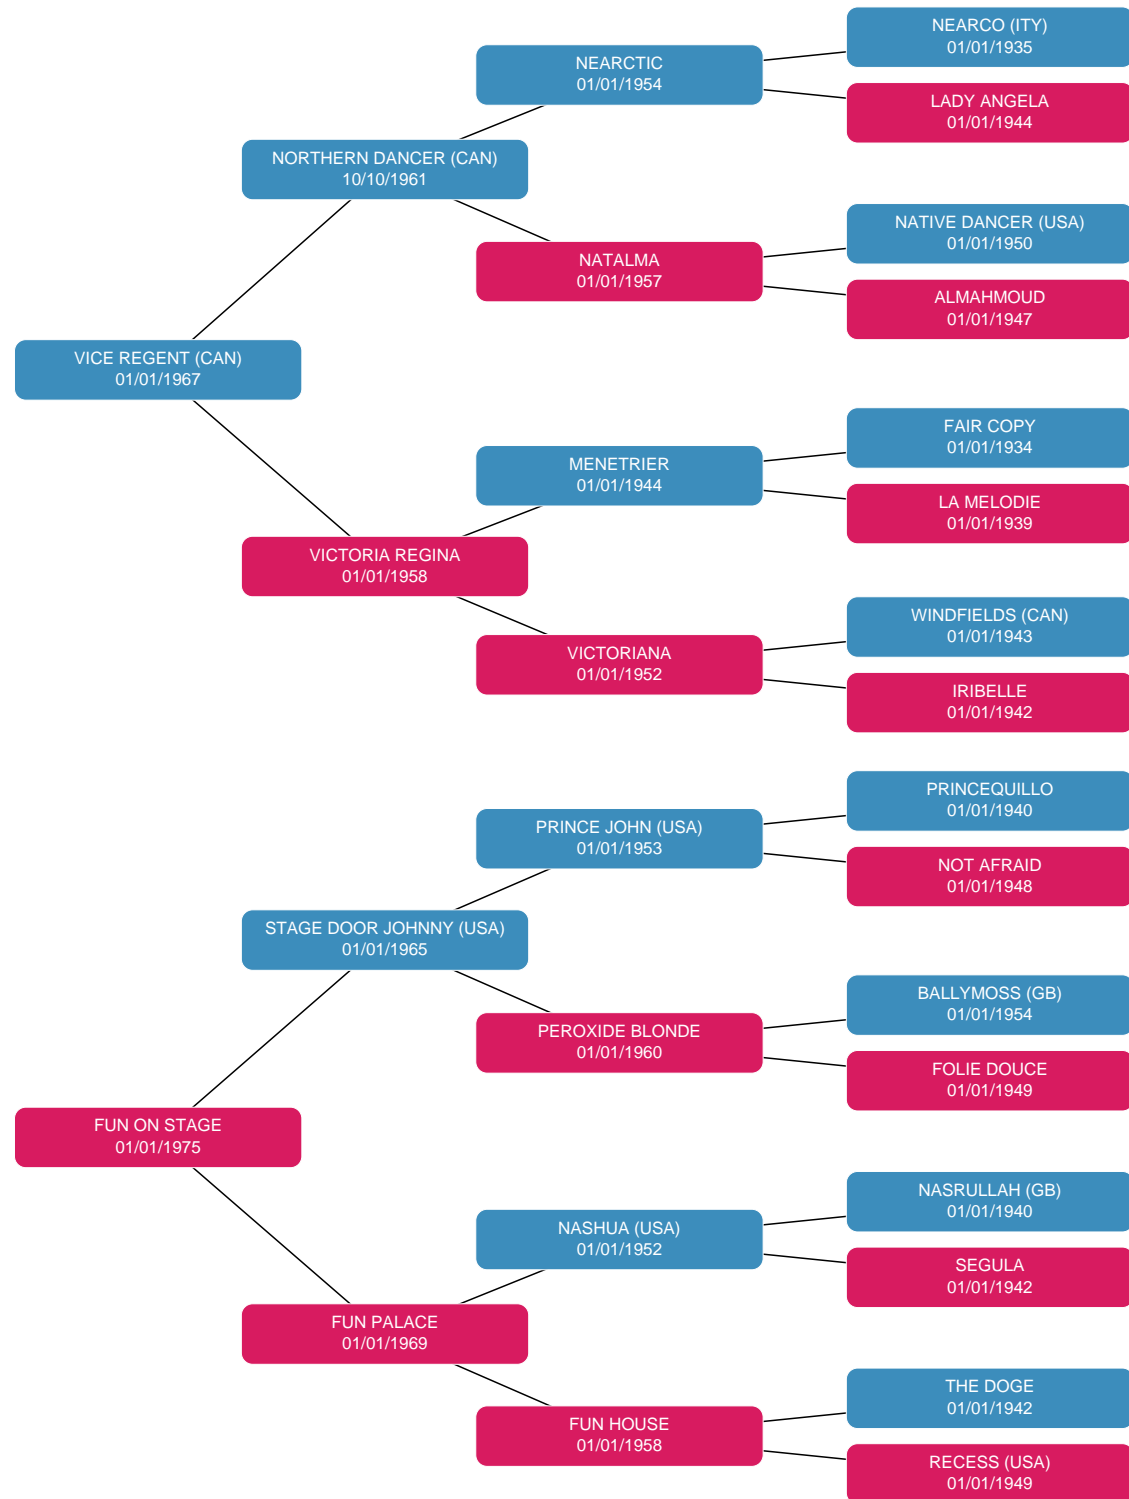 NEARCO (ITY)
01/01/1935
NEARCTIC
01/01/1954
LADY ANGELA
01/01/1944
NORTHERN DANCER (CAN)
10/10/1961
NATIVE DANCER (USA)
01/01/1950
NATALMA
01/01/1957
ALMAHMOUD
01/01/1947
VICE REGENT (CAN)
01/01/1967
FAIR COPY
01/01/1934
MENETRIER
01/01/1944
LA MELODIE
01/01/1939
VICTORIA REGINA
01/01/1958
WINDFIELDS (CAN)
01/01/1943
VICTORIANA
01/01/1952
IRIBELLE
01/01/1942
PRINCEQUILLO
01/01/1940
PRINCE JOHN (USA)
01/01/1953
NOT AFRAID
01/01/1948
STAGE DOOR JOHNNY (USA)
01/01/1965
BALLYMOSS (GB)
01/01/1954
PEROXIDE BLONDE
01/01/1960
FOLIE DOUCE
01/01/1949
FUN ON STAGE
01/01/1975
NASRULLAH (GB)
01/01/1940
NASHUA (USA)
01/01/1952
SEGULA
01/01/1942
FUN PALACE
01/01/1969
THE DOGE
01/01/1942
FUN HOUSE
01/01/1958
RECESS (USA)
01/01/1949